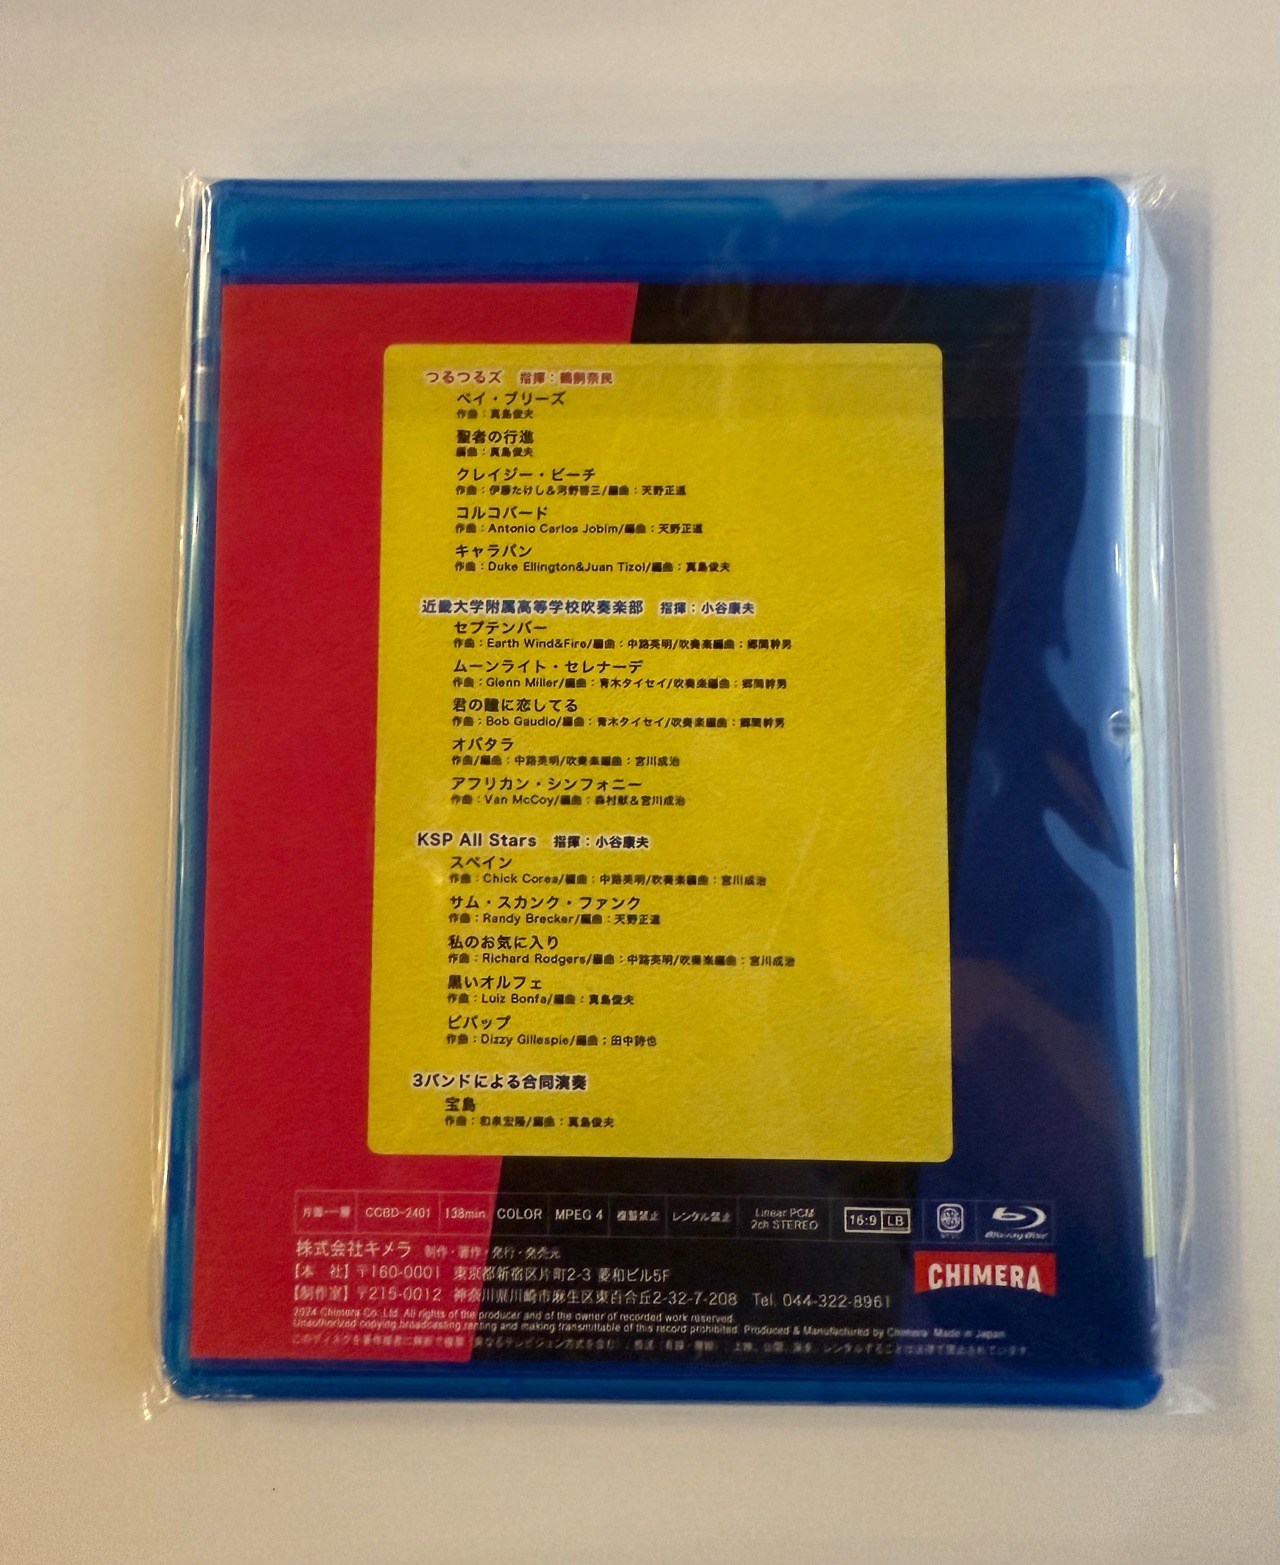 つるつるズ　指揮：鵜飼奈民
ベイ・ブリーズ
作曲：真島俊夫
聖者の行進
編曲：真島俊夫
クレイジー・ビーチ
作曲：伊藤たけし&河野啓三/編曲：天野正道
コルコバード
作曲：Antonio Carlos Jobim/編曲：天野正道
キャラバン
作曲：Duke Ellington&Juan Tizol/編曲：真島俊夫
近畿大学附属高等学校吹奏楽部　指揮：小谷康夫
セプテンバー
作曲：Earth Wind&Fire/編曲：中路英明/吹奏楽編曲：郷間幹男
ムーンライト・セレナーデ
作曲：Glenn Miller/編曲：青木タイセイ/吹奏楽編曲：郷間幹男
君の瞳に恋してる
作曲：Bob Gaudio/編曲：青木タイセイ/吹奏楽編曲：郷間幹男
オパタラ
作曲/編曲：中路英明/吹奏楽編曲：宮川成治
アフリカン・シンフォニー
作曲：Van McCoy/編曲：森村献&宮川成治
KSP All Stars　指揮：小谷康夫
スペイン
作曲：Chick Corea/編曲：中路英明/吹奏楽編曲：宮川成治
サム・スカンク・ファンク
作曲：Randy Brecker/編曲：天野正道
私のお気に入り
作曲：Richard Rodgers/編曲：中路英明/吹奏楽編曲：宮川成治
黒いオルフェ
作曲：Luiz Bonfa/編曲：真島俊夫
ビバップ
作曲：Dizzy Gillespie/編曲：田中詩也
3バンドによる合同演奏
宝島
作曲：和泉宏隆/編曲：真島俊夫
片面・一層 CCBD-2401 138min. COLOR MPEG 4 複製禁止 レンタル禁止 Linear PCM 2ch STEREO 16:9 LB Blu-ray Disc
株式会社キメラ　制作・著作・発行・発売元
【本　社】〒160-0001　東京都新宿区片町2-3 菱和ビル5F
【制作室】〒215-0012　神奈川県川崎市麻生区東百合丘2-32-7-208　Tel. 044-322-8961
CHIMERA
2024 Chimera Co. Ltd. All rights of the producer and of the owner of recorded work reserved.
Unauthorized copying broadcasting renting and making transmittable of this record prohibited. Produced & Manufactured by Chimera Made in Japan